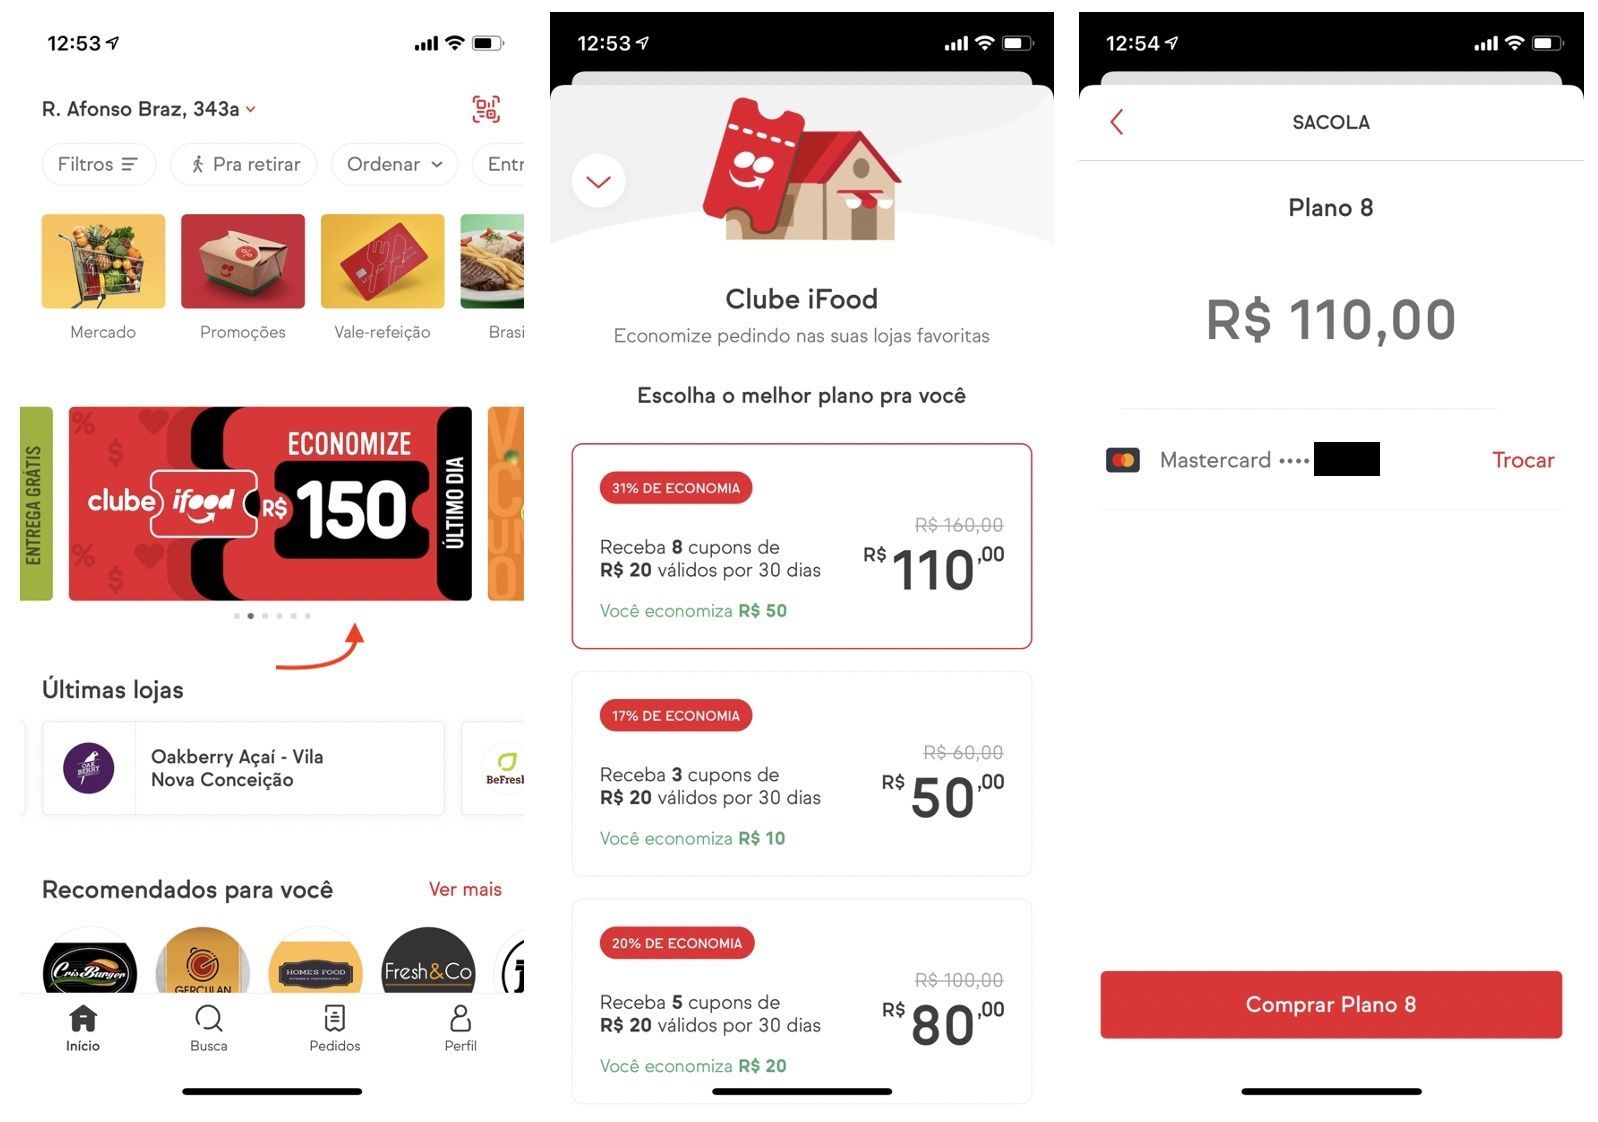 12:53
R. Afonso Braz, 343a
Filtros
Pra retirar
Ordenar
Entr
Mercado
Promoções
Vale-refeição
Brasi
ENTREGA GRÁTIS
clube ifood
ECONOMIZE
R$ 150
ÚLTIMO DIA
Últimas lojas
OAK
BERRY
Oakberry Açaí - Vila
Nova Conceição
BeFresh
Recomendados para você
Ver mais
Cris Burger
GERCULAN
HOME'S FOOD
Fresh&Co
Início
Busca
Pedidos
Perfil
12:53
Clube iFood
Economize pedindo nas suas lojas favoritas
Escolha o melhor plano pra você
31% DE ECONOMIA
R$ 160,00
Receba 8 cupons de
R$ 20 válidos por 30 dias
R$ 110,00
Você economiza R$ 50
17% DE ECONOMIA
R$ 60,00
Receba 3 cupons de
R$ 20 válidos por 30 dias
R$ 50,00
Você economiza R$ 10
20% DE ECONOMIA
R$ 100,00
Receba 5 cupons de
R$ 20 válidos por 30 dias
R$ 80,00
Você economiza R$ 20
12:54
SACOLA
Plano 8
R$ 110,00
Mastercard ••••
Trocar
Comprar Plano 8